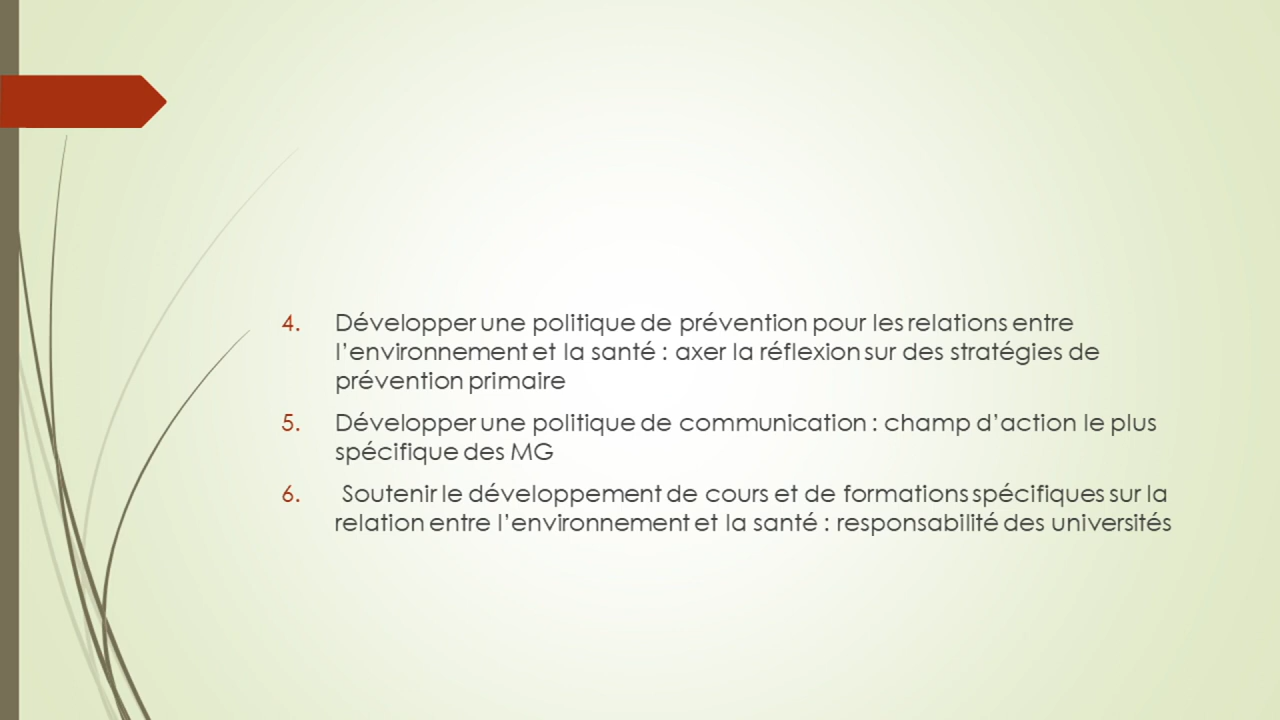 4. Développer une politique de prévention pour les relations entre
l’environnement et la santé : axer la réflexion sur des stratégies de
prévention primaire
5. Développer une politique de communication : champ d’action le plus
spécifique des MG
6. Soutenir le développement de cours et de formations spécifiques sur la
relation entre l’environnement et la santé : responsabilité des universités